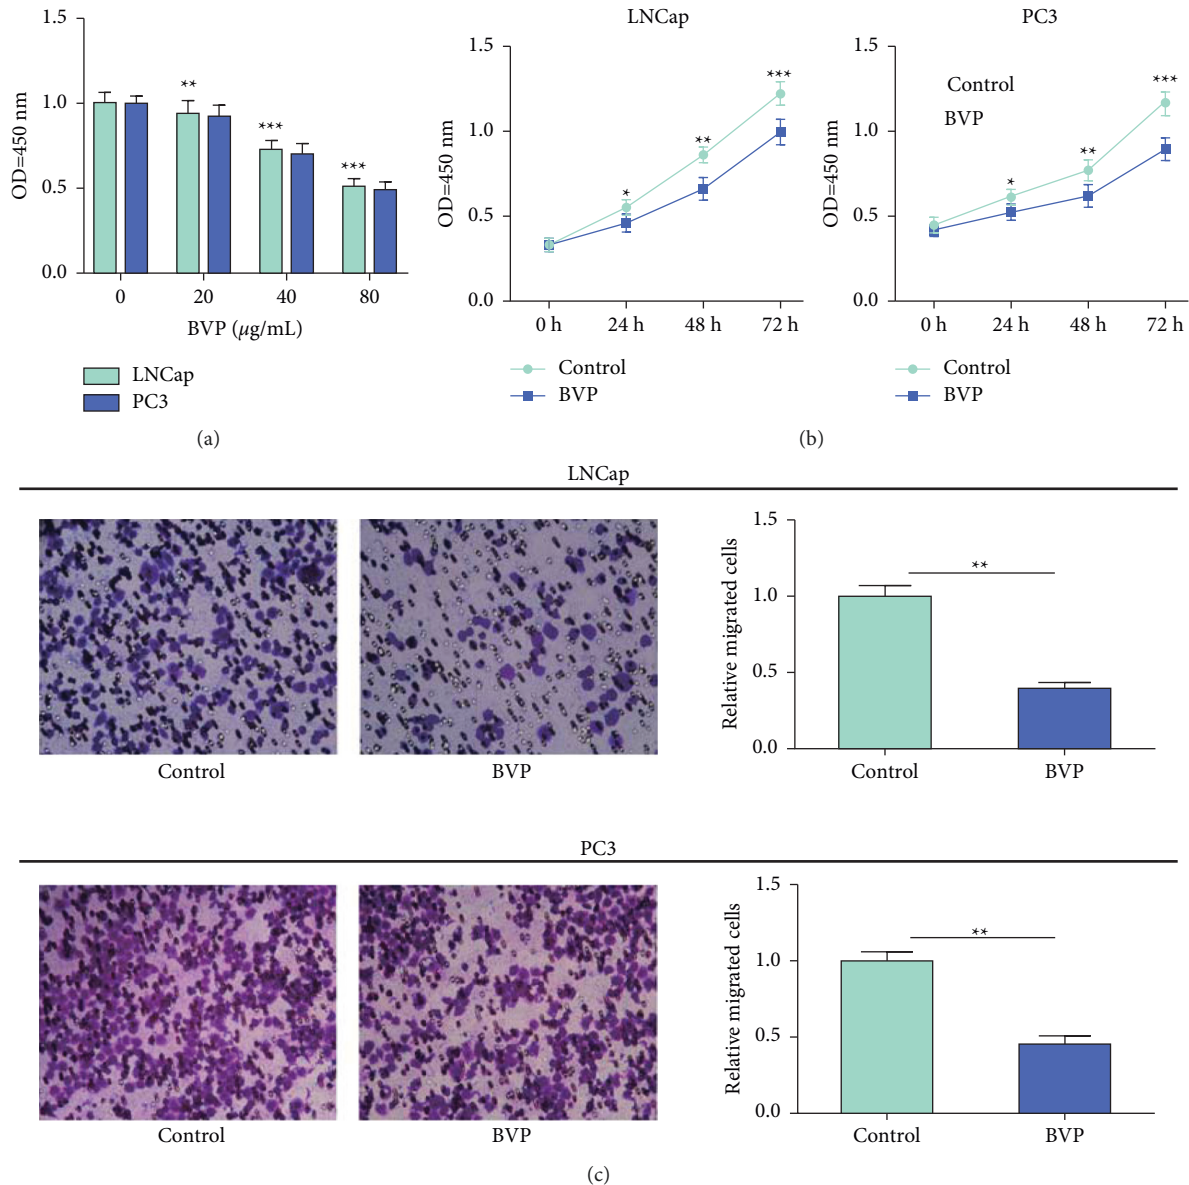 1.5
1.0
0.5
0.0
OD=450 nm
**
***
***
0
20
40
80
BVP (µg/mL)
LNCap
PC3
(a)
LNCap
1.5
1.0
0.5
0.0
OD=450 nm
*
**
***
0 h
24 h
48 h
72 h
Control
BVP
PC3
1.5
1.0
0.5
0.0
OD=450 nm
Control
BVP
*
**
***
0 h
24 h
48 h
72 h
Control
BVP
(b)
LNCap
Control
BVP
1.5
1.0
0.5
0.0
Relative migrated cells
**
Control
BVP
PC3
Control
BVP
1.5
1.0
0.5
0.0
Relative migrated cells
**
Control
BVP
(c)